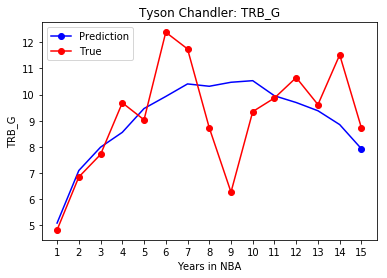 Tyson Chandler: TRB_G
Prediction
True
TRB_G
12
11
10
9
8
7
6
5
1 2 3 4 5 6 7 8 9 10 11 12 13 14 15
Years in NBA